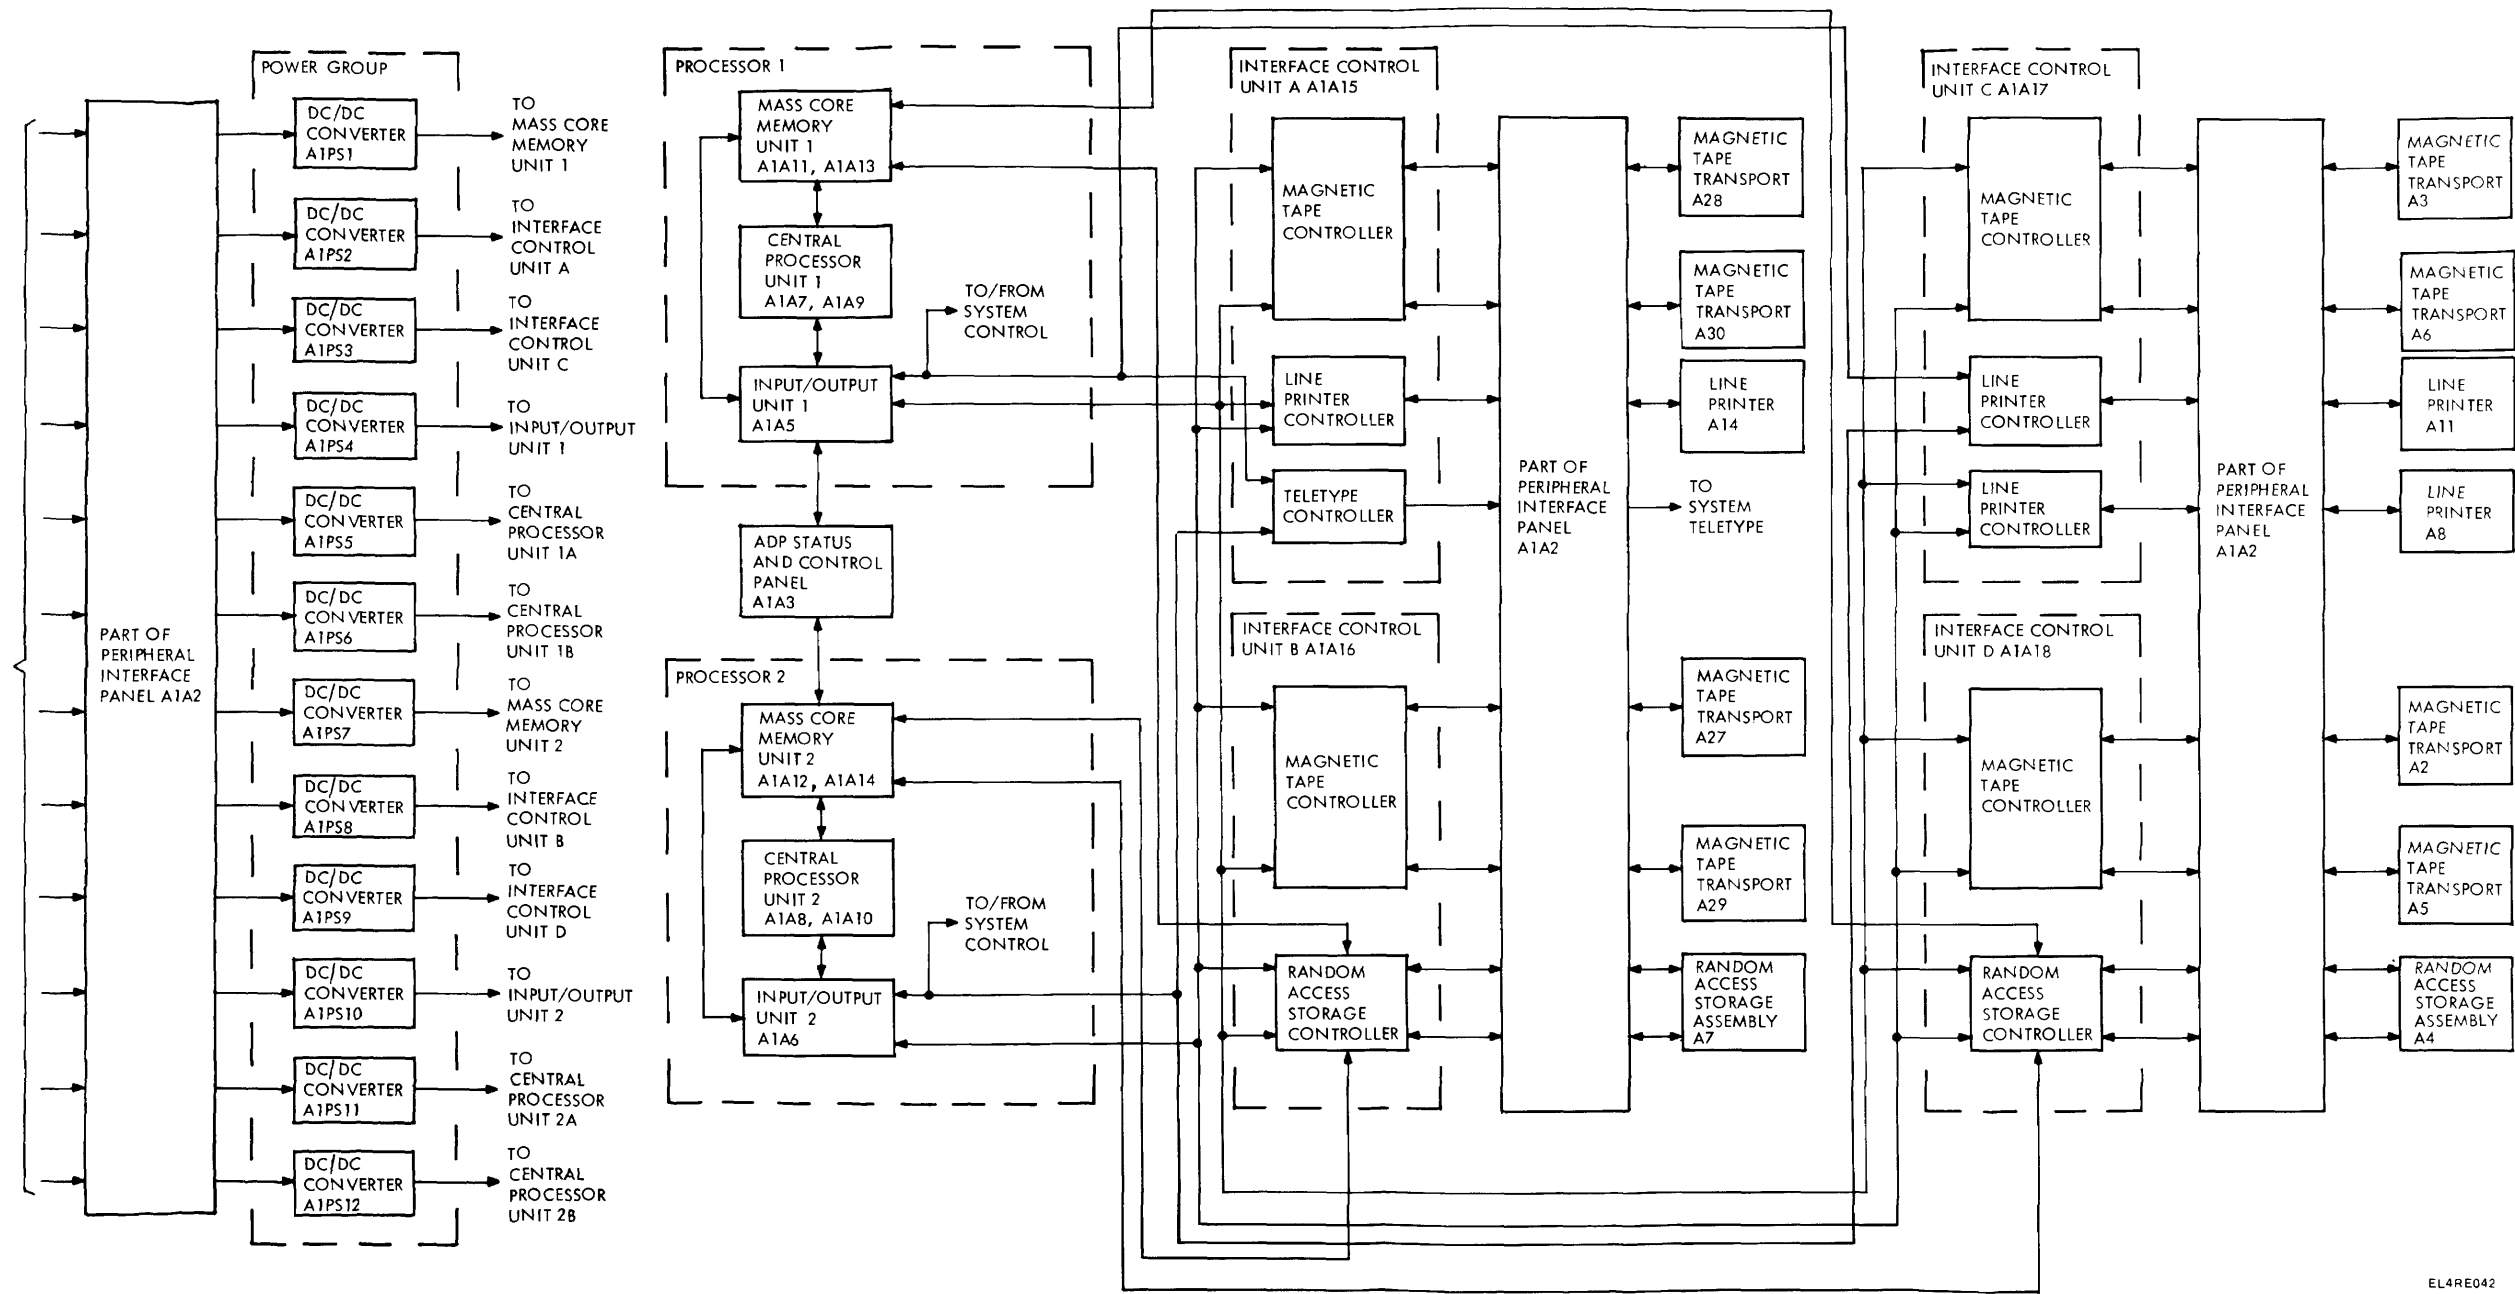 PART OF
PERIPHERAL
INTERFACE
PANEL A1A2
POWER GROUP
DC/DC
CONVERTER
A1PS1
TO
MASS CORE
MEMORY
UNIT 1
DC/DC
CONVERTER
A1PS2
TO
INTERFACE
CONTROL
UNIT A
DC/DC
CONVERTER
A1PS3
TO
INTERFACE
CONTROL
UNIT C
DC/DC
CONVERTER
A1PS4
TO
INPUT/OUTPUT
UNIT 1
DC/DC
CONVERTER
A1PS5
TO
CENTRAL
PROCESSOR
UNIT 1A
DC/DC
CONVERTER
A1PS6
TO
CENTRAL
PROCESSOR
UNIT 1B
DC/DC
CONVERTER
A1PS7
TO
MASS CORE
MEMORY
UNIT 2
DC/DC
CONVERTER
A1PS8
TO
INTERFACE
CONTROL
UNIT B
DC/DC
CONVERTER
A1PS9
TO
INTERFACE
CONTROL
UNIT D
DC/DC
CONVERTER
A1PS10
TO
INPUT/OUTPUT
UNIT 2
DC/DC
CONVERTER
A1PS11
TO
CENTRAL
PROCESSOR
UNIT 2A
DC/DC
CONVERTER
A1PS12
TO
CENTRAL
PROCESSOR
UNIT 2B
PROCESSOR 1
MASS CORE
MEMORY
UNIT 1
A1A11, A1A13
CENTRAL
PROCESSOR
UNIT 1
A1A7, A1A9
TO/FROM
SYSTEM
CONTROL
INPUT/OUTPUT
UNIT 1
A1A5
ADP STATUS
AND CONTROL
PANEL
A1A3
PROCESSOR 2
MASS CORE
MEMORY
UNIT 2
A1A12, A1A14
CENTRAL
PROCESSOR
UNIT 2
A1A8, A1A10
TO/FROM
SYSTEM
CONTROL
INPUT/OUTPUT
UNIT 2
A1A6
INTERFACE CONTROL
UNIT A A1A15
MAGNETIC
TAPE
CONTROLLER
LINE
PRINTER
CONTROLLER
TELETYPE
CONTROLLER
INTERFACE CONTROL
UNIT B A1A16
MAGNETIC
TAPE
CONTROLLER
RANDOM
ACCESS
STORAGE
CONTROLLER
PART OF
PERIPHERAL
INTERFACE
PANEL
A1A2
MAGNETIC
TAPE
TRANSPORT
A28
MAGNETIC
TAPE
TRANSPORT
A30
LINE
PRINTER
A14
TO
SYSTEM
TELETYPE
MAGNETIC
TAPE
TRANSPORT
A27
MAGNETIC
TAPE
TRANSPORT
A29
RANDOM
ACCESS
STORAGE
ASSEMBLY
A7
INTERFACE CONTROL
UNIT C A1A17
MAGNETIC
TAPE
CONTROLLER
LINE
PRINTER
CONTROLLER
LINE
PRINTER
CONTROLLER
INTERFACE CONTROL
UNIT D A1A18
MAGNETIC
TAPE
CONTROLLER
RANDOM
ACCESS
STORAGE
CONTROLLER
PART OF
PERIPHERAL
INTERFACE
PANEL
A1A2
MAGNETIC
TAPE
TRANSPORT
A3
MAGNETIC
TAPE
TRANSPORT
A6
LINE
PRINTER
A11
LINE
PRINTER
A8
MAGNETIC
TAPE
TRANSPORT
A2
MAGNETIC
TAPE
TRANSPORT
A5
RANDOM
ACCESS
STORAGE
ASSEMBLY
A4
EL4RE042